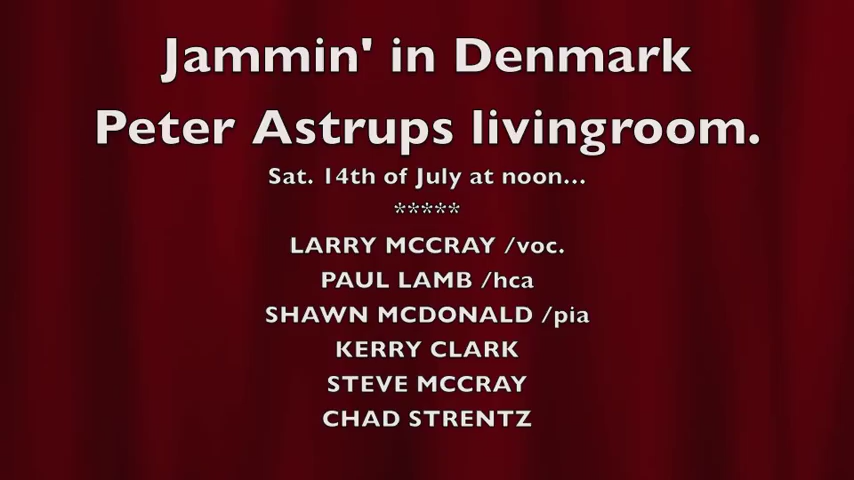 Jammin' in Denmark
Peter Astrups livingroom.
Sat. 14th of July at noon...
*****
LARRY MCCRAY /voc.
PAUL LAMB /hca
SHAWN MCDONALD /pia
KERRY CLARK
STEVE MCCRAY
CHAD STRENTZ